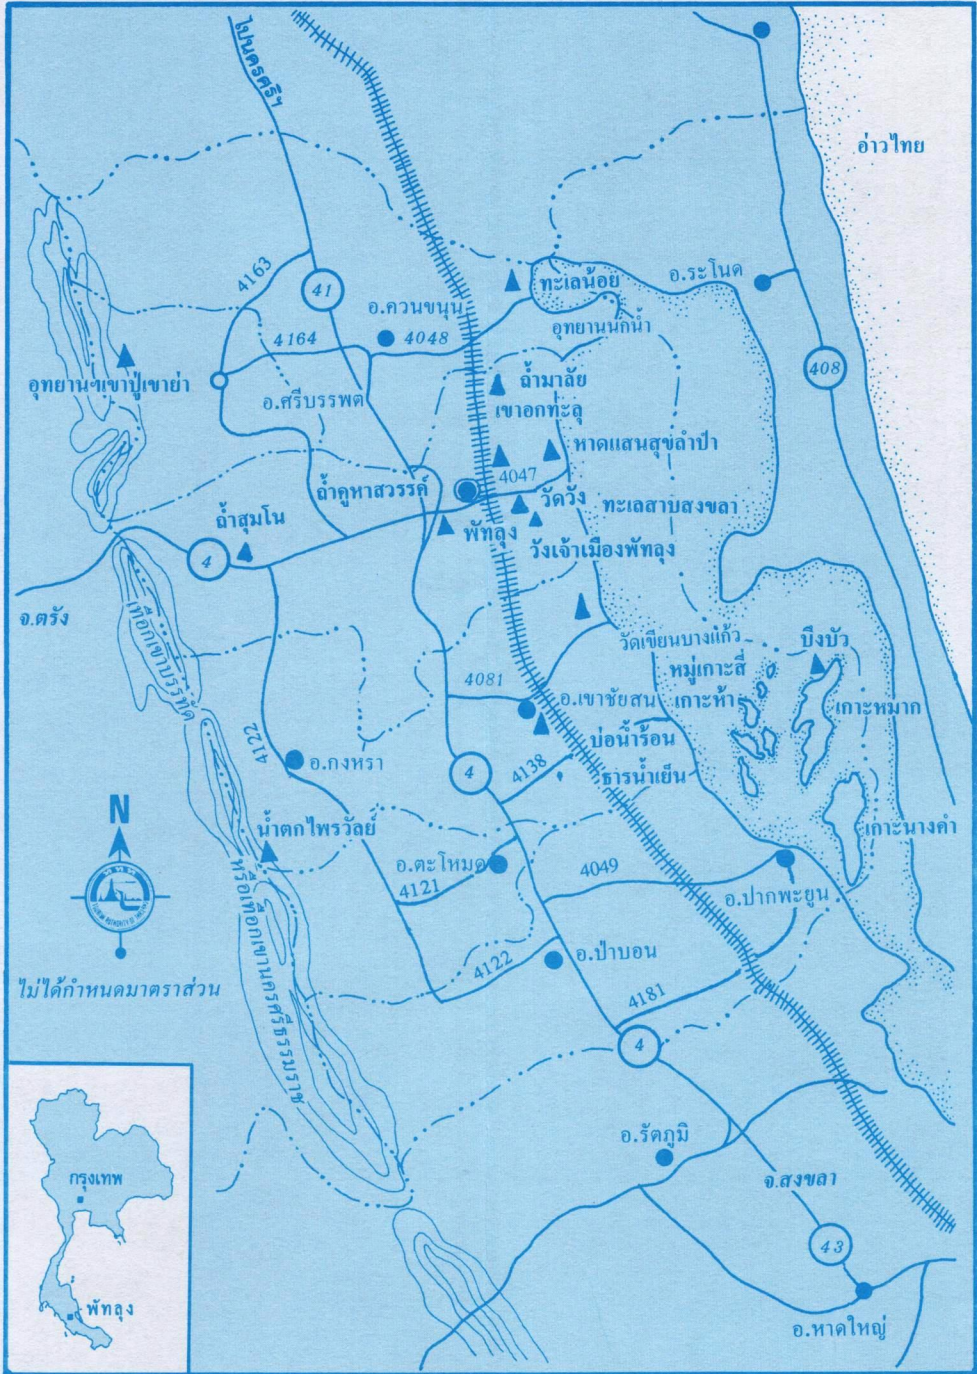 ไปนครศรีฯ
อ่าวไทย
4163
41
อ.ควนขนุน
4164
4048
ทะเลน้อย
อุทยานนกน้ำ
อ.ระโนด
408
อุทยานฯเขาปู่เขาย่า
อ.ศรีบรรพต
ถ้ำมาลัย
เขาอกทะลุ
หาดแสนสุขลำปำ
4047
ถ้ำคูหาสวรรค์
วัดวัง
ทะเลสาบสงขลา
ถ้ำสุมโน
พัทลุง
วังเจ้าเมืองพัทลุง
4
จ.ตรัง
เทือกเขาบรรทัด
วัดเขียนบางแก้ว
บึงบัว
หมู่เกาะสี่
เกาะห้า
เกาะหมาก
4081
อ.เขาชัยสน
4122
อ.กงหรา
4
4138
บ่อน้ำร้อน
ธารน้ำเย็น
เกาะนางคำ
N
น้ำตกไพรวัลย์
อ.ตะโหมด
4121
4049
อ.ปากพะยูน
หรือเทือกเขานครศรีธรรมราช
ททท
TOURISM AUTHORITY OF THAILAND
4122
อ.ป่าบอน
4181
ไม่ได้กำหนดมาตราส่วน
4
อ.รัตภูมิ
จ.สงขลา
43
อ.หาดใหญ่
กรุงเทพ
พัทลุง